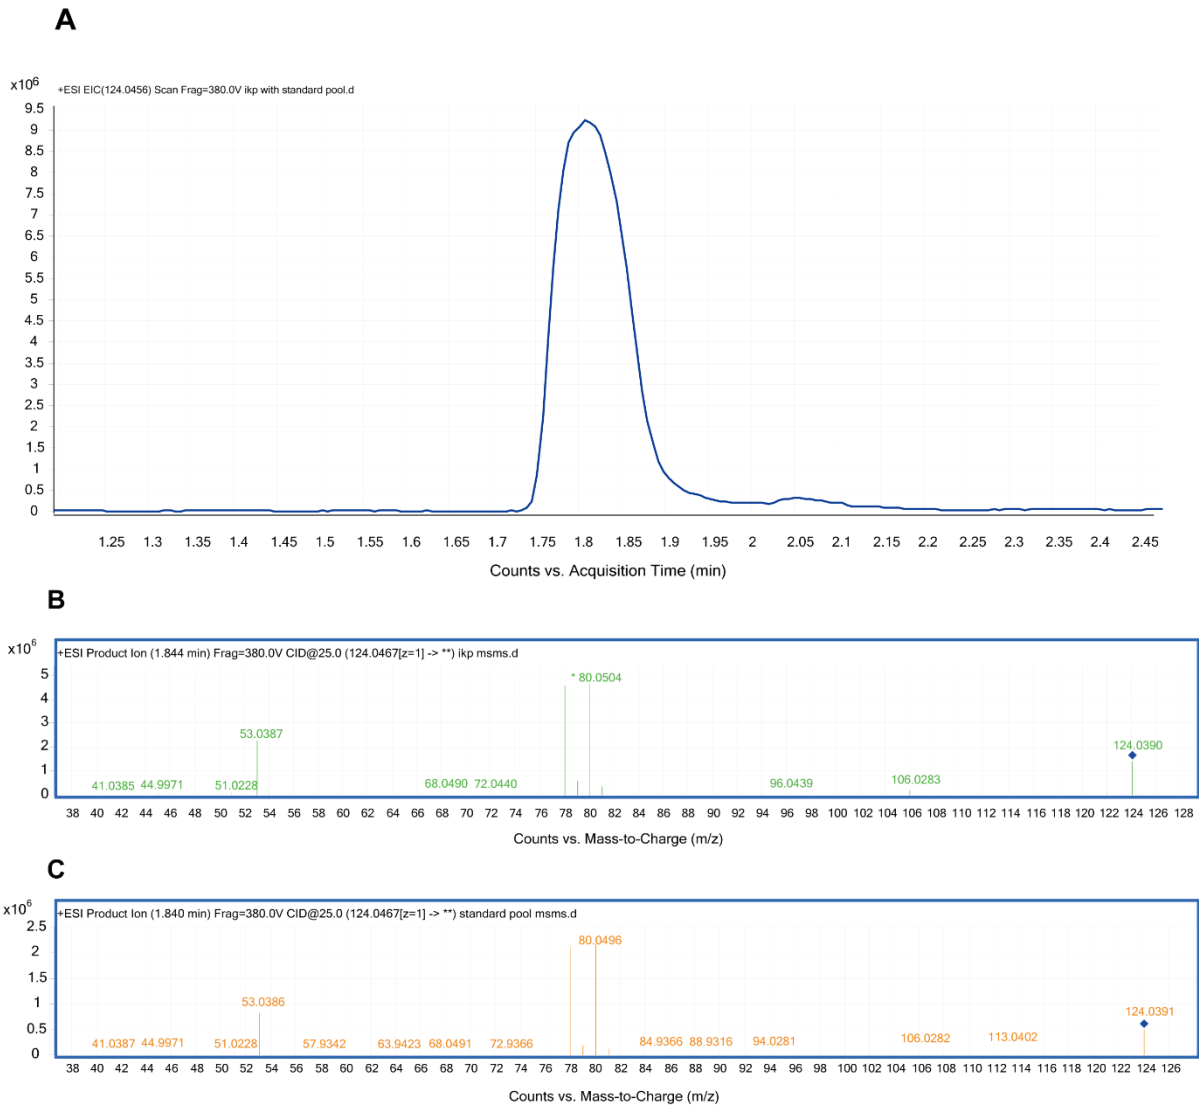 A
x10⁶
+ESI EIC(124.0456) Scan Frag=380.0V ikp with standard pool.d
9.5
9
8.5
8
7.5
7
6.5
6
5.5
5
4.5
4
3.5
3
2.5
2
1.5
1
0.5
0
1.25 1.3 1.35 1.4 1.45 1.5 1.55 1.6 1.65 1.7 1.75 1.8 1.85 1.9 1.95 2 2.05 2.1 2.15 2.2 2.25 2.3 2.35 2.4 2.45
Counts vs. Acquisition Time (min)
B
x10⁶
+ESI Product Ion (1.844 min) Frag=380.0V CID@25.0 (124.0467[z=1] -> **) ikp msms.d
5
4
3
2
1
0
* 80.0504
53.0387
124.0390
41.0385 44.9971 51.0228 68.0490 72.0440 96.0439 106.0283
38 40 42 44 46 48 50 52 54 56 58 60 62 64 66 68 70 72 74 76 78 80 82 84 86 88 90 92 94 96 98 100 102 104 106 108 110 112 114 116 118 120 122 124 126 128
Counts vs. Mass-to-Charge (m/z)
C
x10⁶
+ESI Product Ion (1.840 min) Frag=380.0V CID@25.0 (124.0467[z=1] -> **) standard pool msms.d
2.5
2
1.5
1
0.5
0
80.0496
53.0386
124.0391
41.0387 44.9971 51.0228 57.9342 63.9423 68.0491 72.9366 84.9366 88.9316 94.0281 106.0282 113.0402
38 40 42 44 46 48 50 52 54 56 58 60 62 64 66 68 70 72 74 76 78 80 82 84 86 88 90 92 94 96 98 100 102 104 106 108 110 112 114 116 118 120 122 124 126
Counts vs. Mass-to-Charge (m/z)